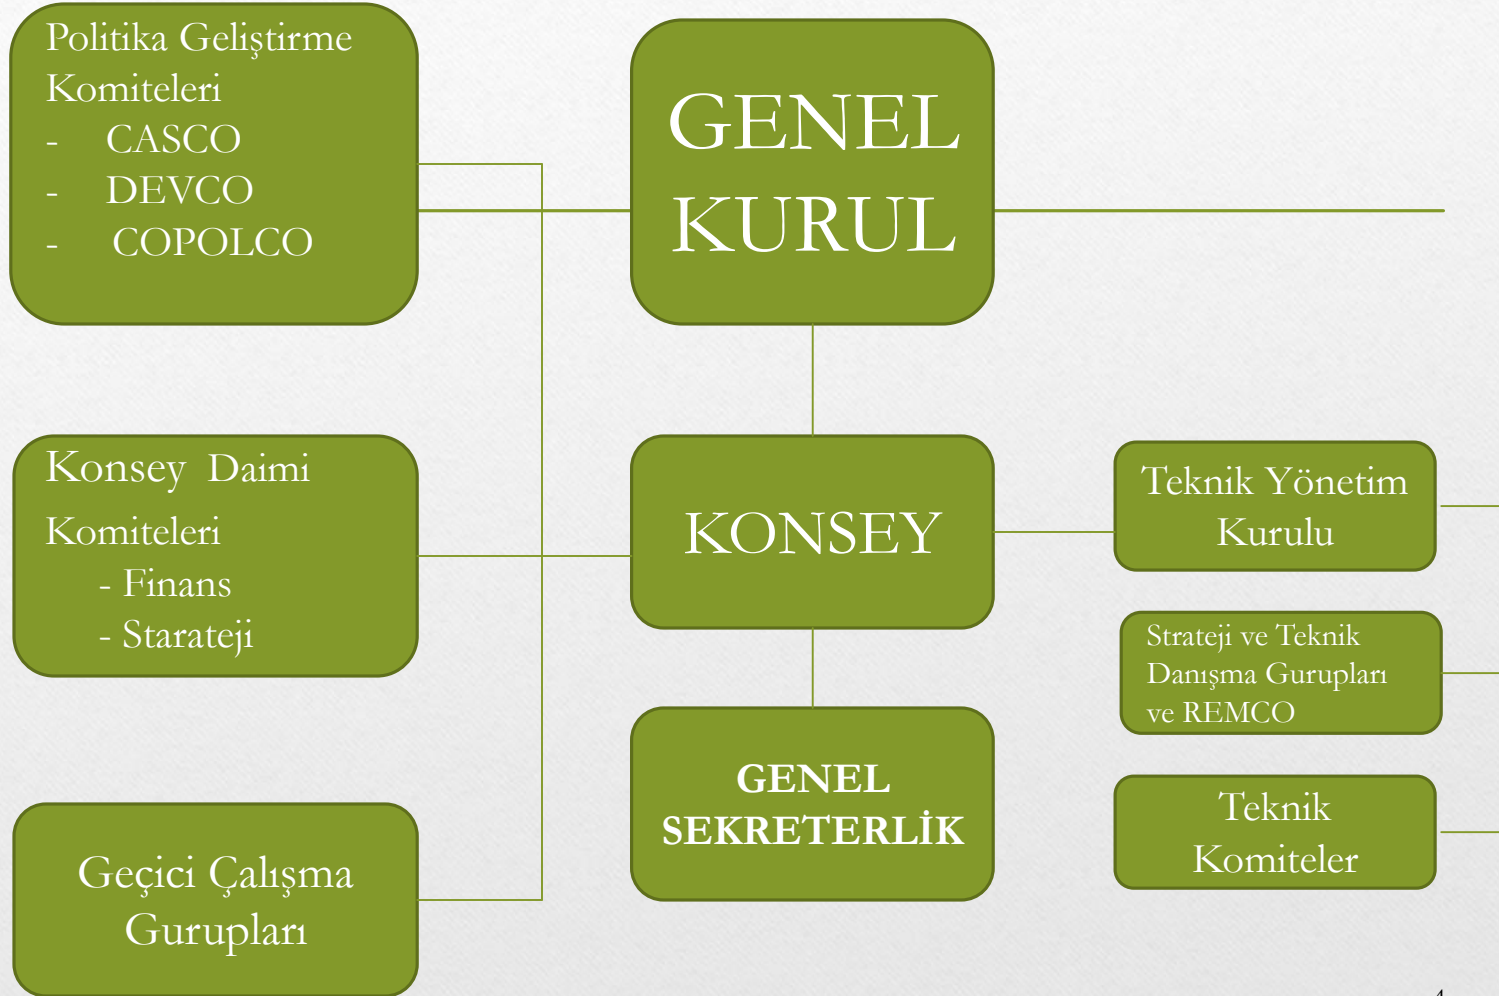 Politika Geliştirme
Komiteleri
- CASCO
- DEVCO
- COPOLCO
GENEL
KURUL
Konsey Daimi
Komiteleri
- Finans
- Starateji
KONSEY
Teknik Yönetim
Kurulu
Strateji ve Teknik
Danışma Gurupları
ve REMCO
GENEL
SEKRETERLİK
Teknik
Komiteler
Geçici Çalışma
Gurupları